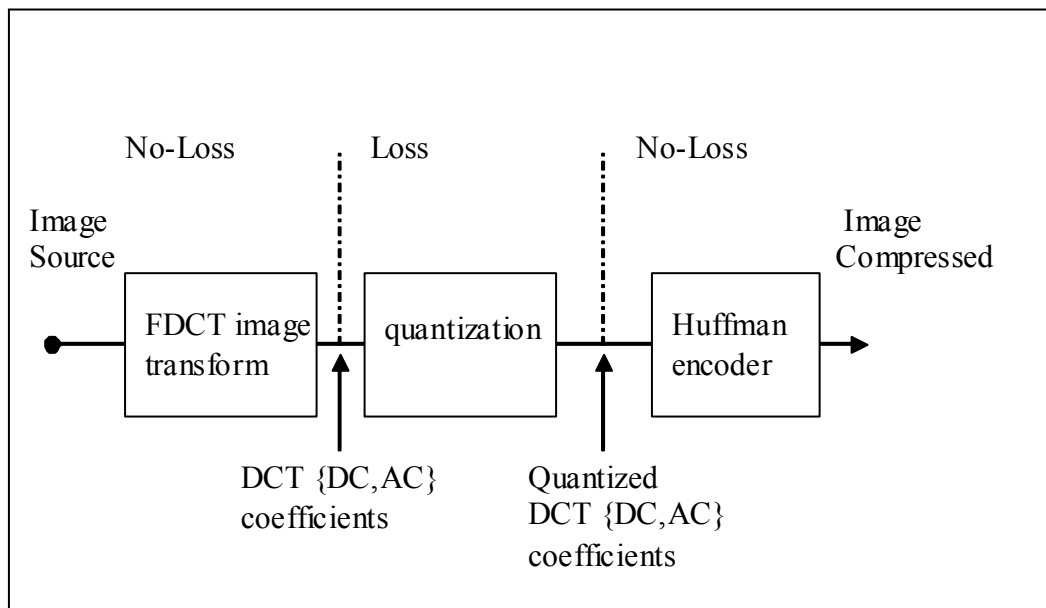 No-Loss
Loss
No-Loss
Image
Source
Image
Compressed
FDCT image
transform
quantization
Huffman
encoder
DCT {DC,AC}
coefficients
Quantized
DCT {DC,AC}
coefficients